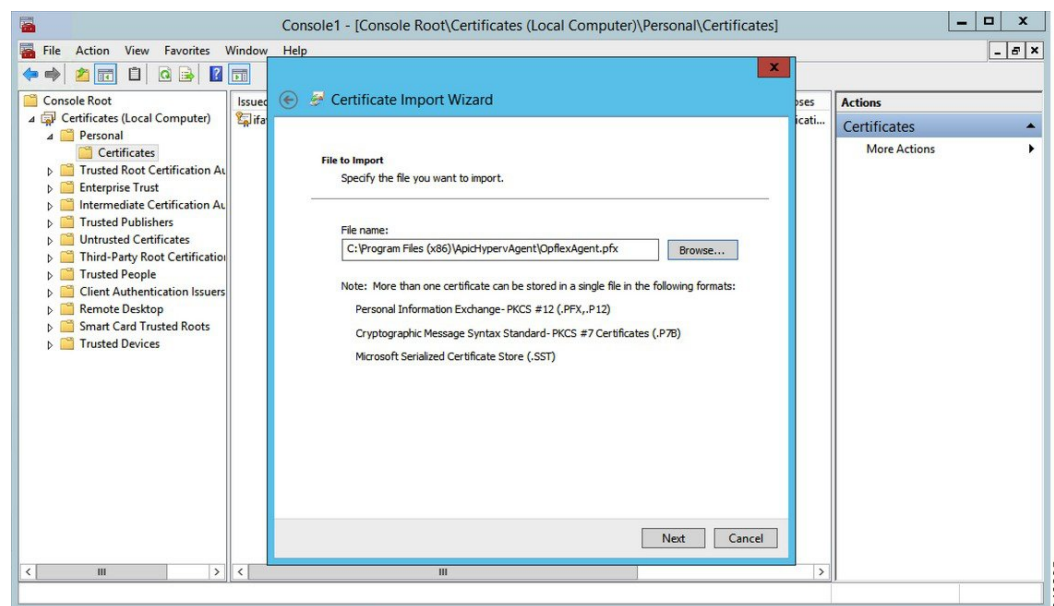 Console1 - [Console Root\Certificates (Local Computer)\Personal\Certificates]
File Action View Favorites Window Help
Console Root
Certificates (Local Computer)
Personal
Certificates
Trusted Root Certification Au
Enterprise Trust
Intermediate Certification Au
Trusted Publishers
Untrusted Certificates
Third-Party Root Certification
Trusted People
Client Authentication Issuers
Remote Desktop
Smart Card Trusted Roots
Trusted Devices
Issued
ifa
Certificate Import Wizard
File to Import
Specify the file you want to import.
File name:
C:\Program Files (x86)\ApicHypervAgent\OpflexAgent.pfx
Browse...
Note: More than one certificate can be stored in a single file in the following formats:
Personal Information Exchange- PKCS #12 (.PFX,.P12)
Cryptographic Message Syntax Standard- PKCS #7 Certificates (.P7B)
Microsoft Serialized Certificate Store (.SST)
Next Cancel
oses
icati...
Actions
Certificates
More Actions